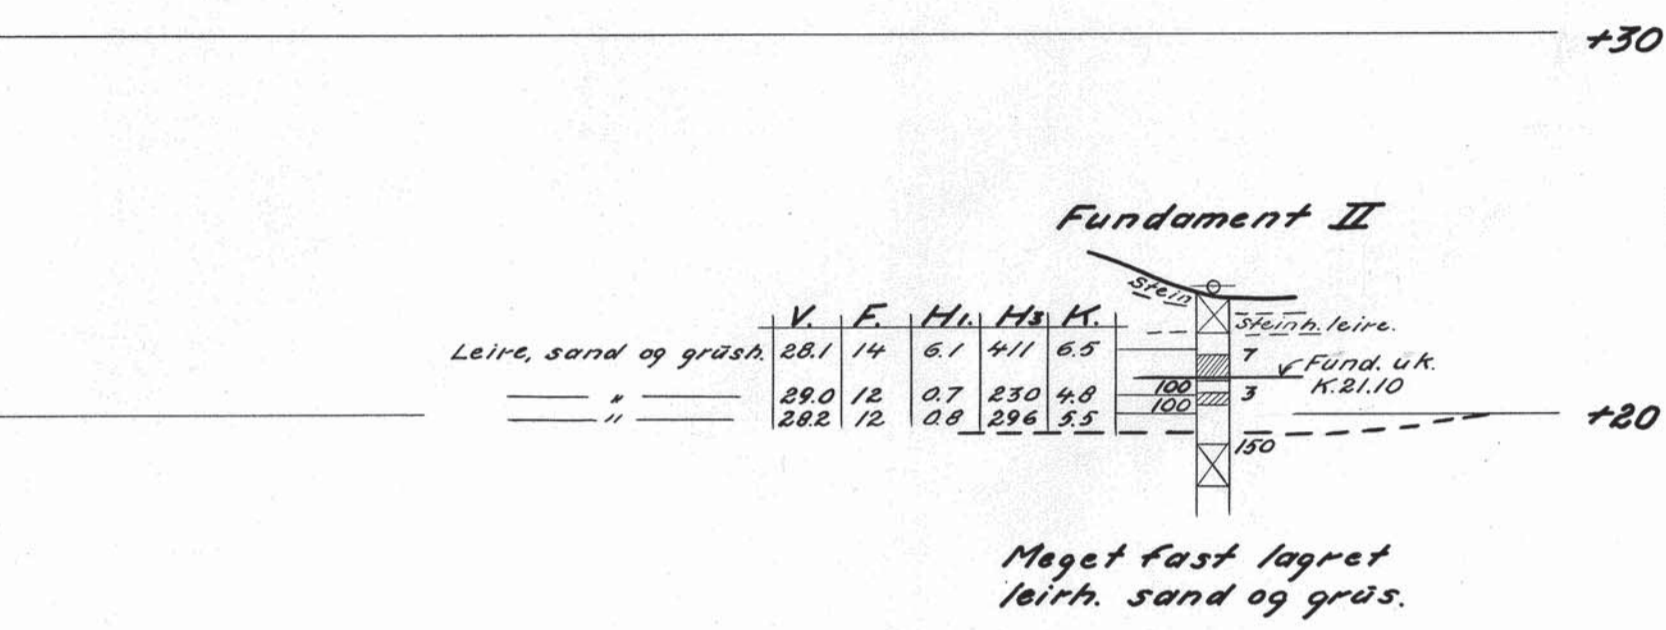 +30
Fundament II
Stein
V. F. H1. H3 K.
Steinh. leire.
Leire, sand og grush. 28.1 14 6.1 411 6.5
7
Fund. uk.
K.21.10
— " — 29.0 12 0.7 230 4.8 100 3
— " — 28.2 12 0.8 296 5.5 100
+20
150
Meget fast lagret
leirh. sand og grus.